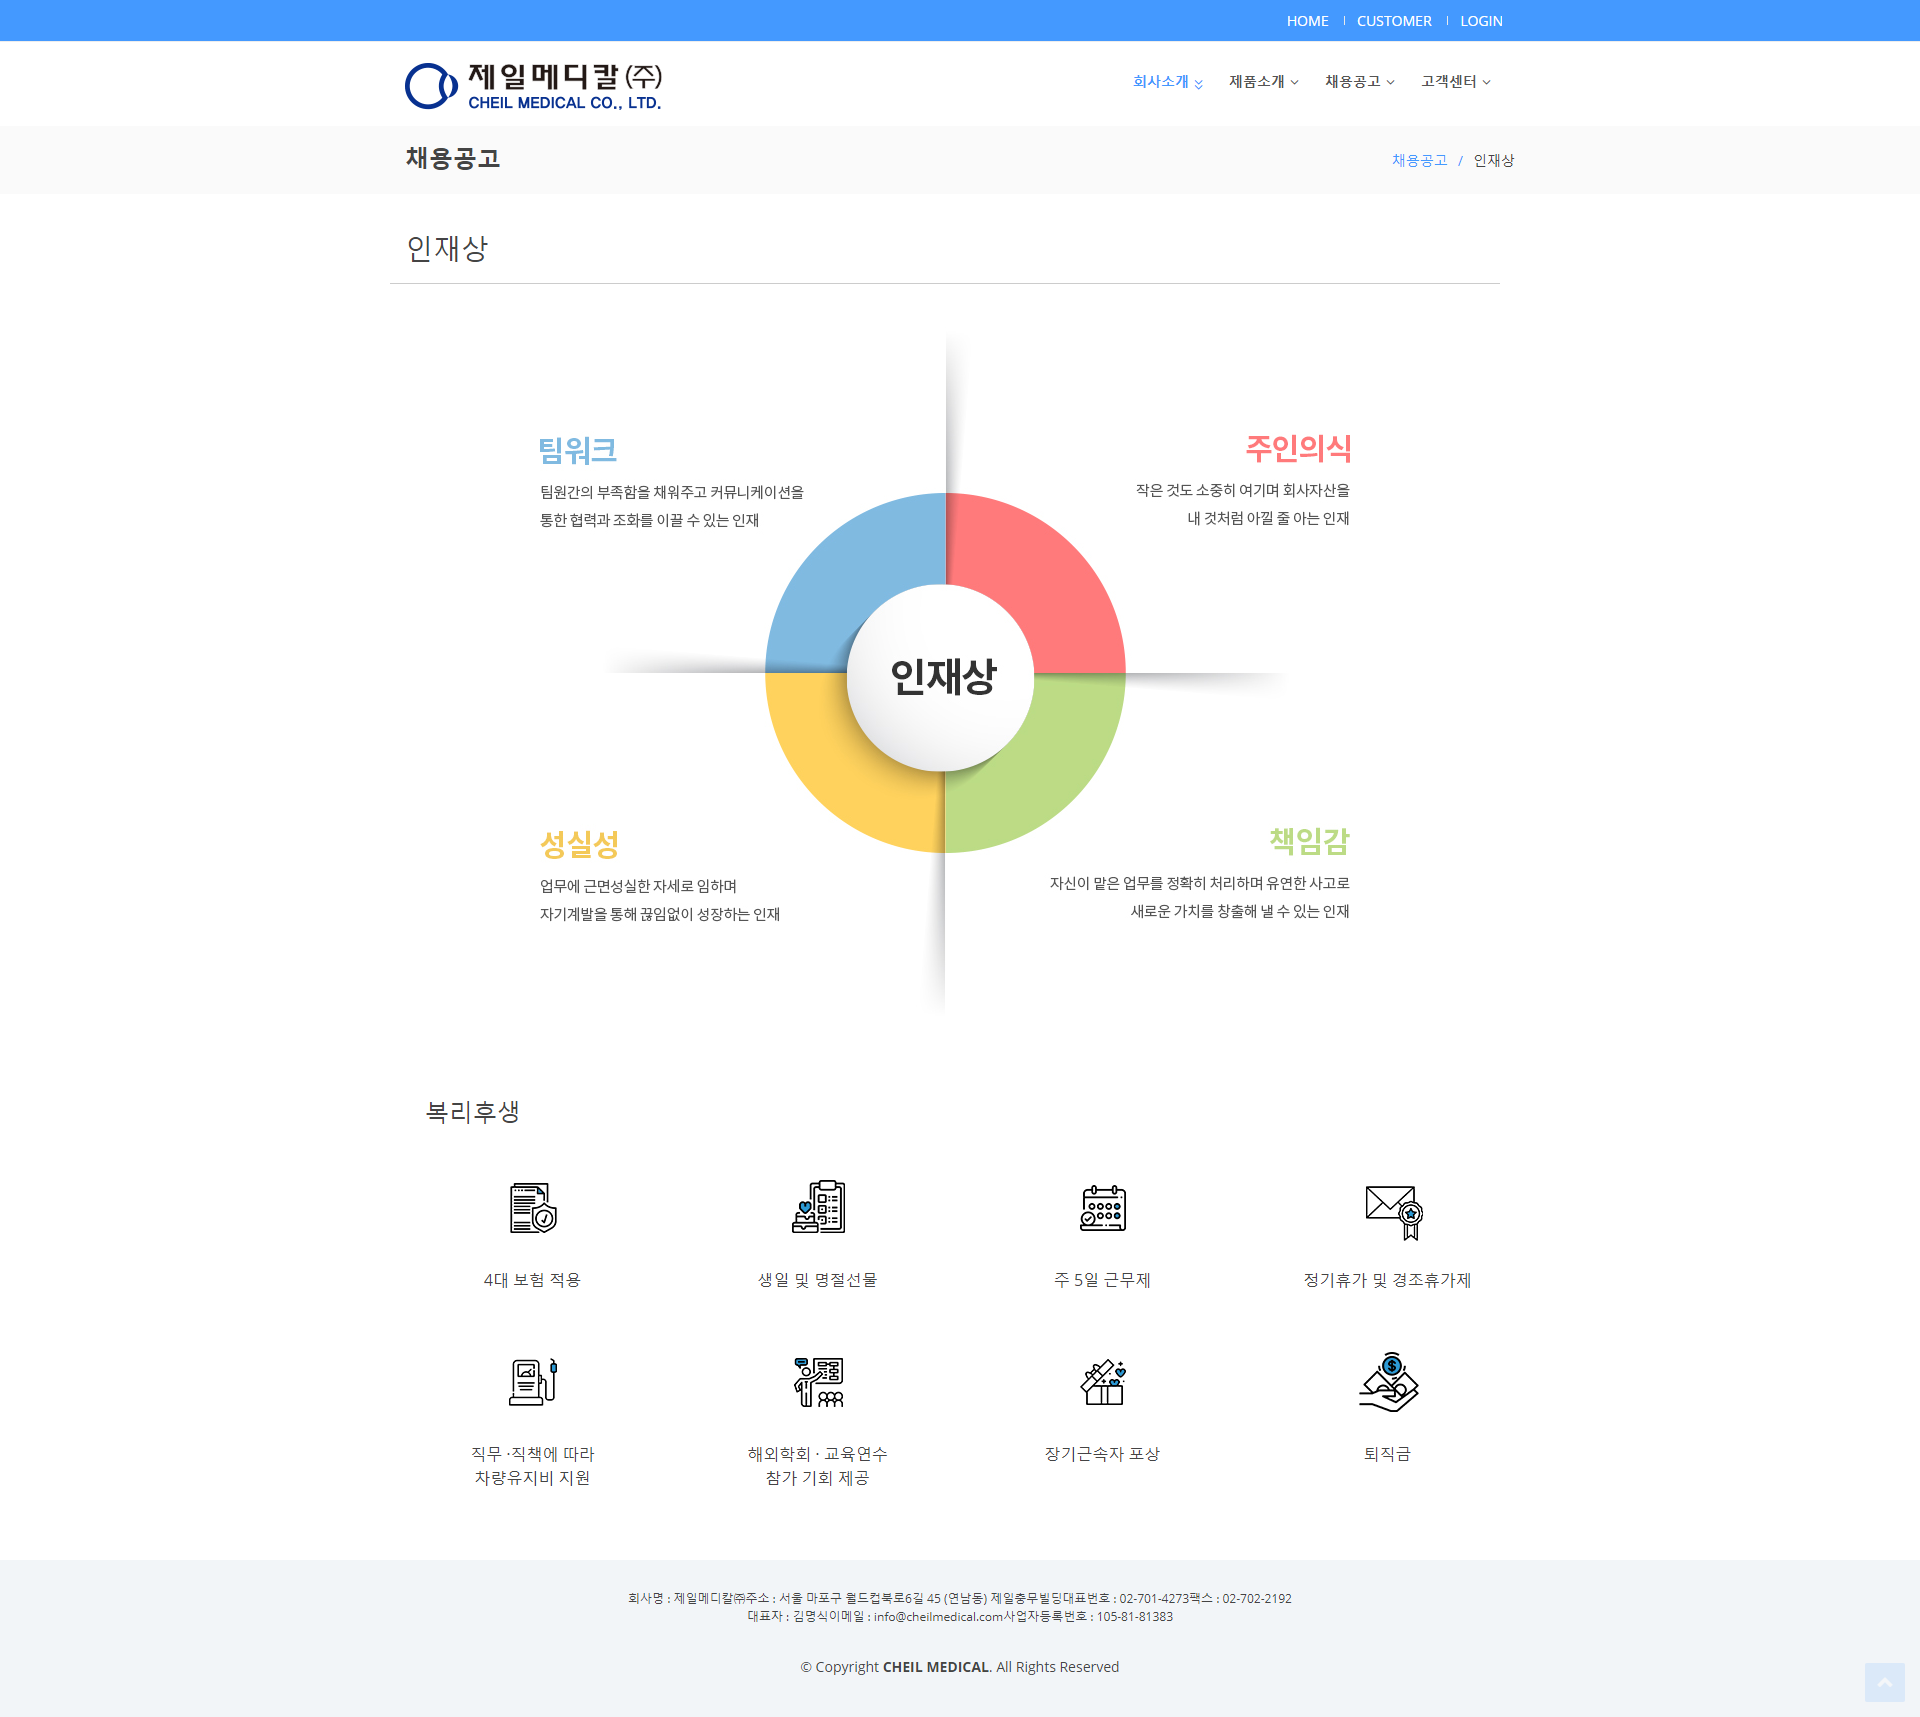 HOME
CUSTOMER
LOGIN
제일메디칼 (주)
CHEIL MEDICAL CO., LTD.
회사소개
제품소개
채용공고
고객센터
채용공고
채용공고 / 인재상
인재상
팀워크
팀원간의 부족함을 채워주고 커뮤니케이션을
통한 협력과 조화를 이끌 수 있는 인재
주인의식
작은 것도 소중히 여기며 회사자산을
내 것처럼 아낄 줄 아는 인재
인재상
성실성
업무에 근면성실한 자세로 임하며
자기계발을 통해 끊임없이 성장하는 인재
책임감
자신이 맡은 업무를 정확히 처리하며 유연한 사고로
새로운 가치를 창출해 낼 수 있는 인재
복리후생
4대 보험 적용
생일 및 명절선물
주 5일 근무제
정기휴가 및 경조휴가제
직무 ·직책에 따라
차량유지비 지원
해외학회 · 교육연수
참가 기회 제공
장기근속자 포상
퇴직금
회사명 : 제일메디칼㈜주소 : 서울 마포구 월드컵북로6길 45 (연남동) 제일충무빌딩대표번호 : 02-701-4273팩스 : 02-702-2192
대표자 : 김명식이메일 : info@cheilmedical.com사업자등록번호 : 105-81-81383
© Copyright CHEIL MEDICAL. All Rights Reserved